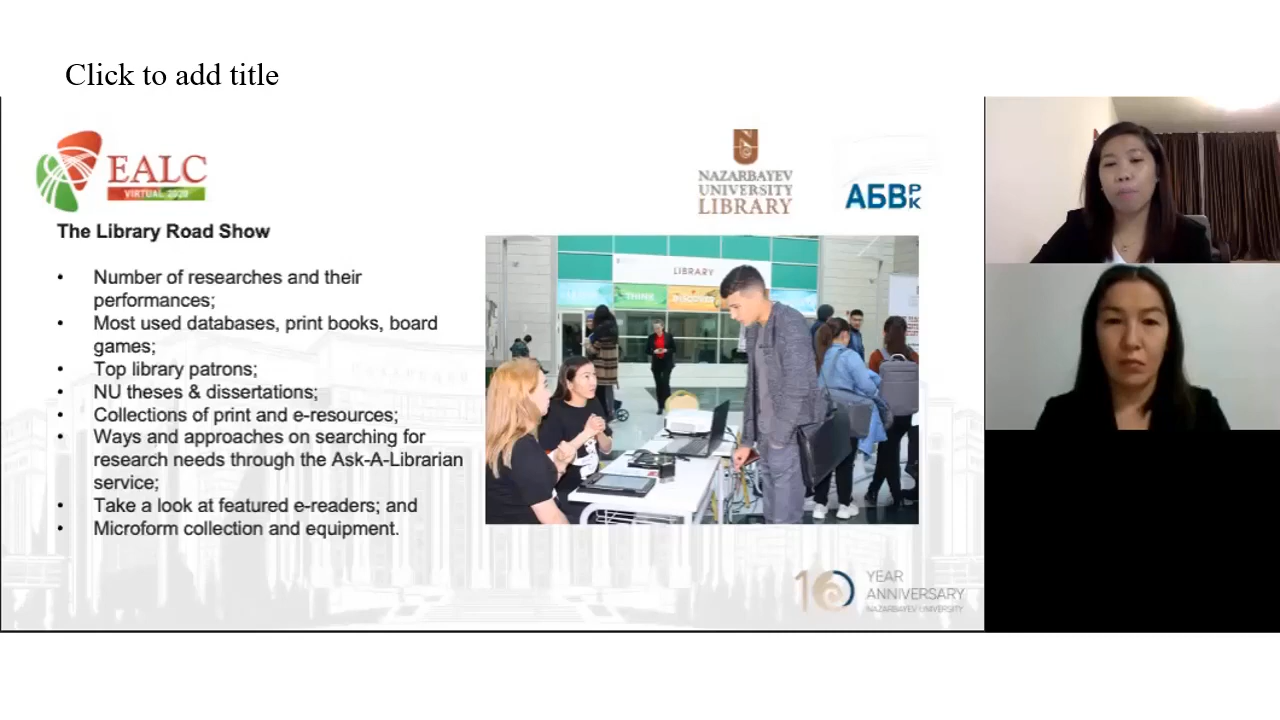 Click to add title
EALC
VIRTUAL 2020
NAZARBAYEV
UNIVERSITY
LIBRARY
АБВРК
The Library Road Show
• Number of researches and their
performances;
• Most used databases, print books, board
games;
• Top library patrons;
• NU theses & dissertations;
• Collections of print and e-resources;
• Ways and approaches on searching for
research needs through the Ask-A-Librarian
service;
• Take a look at featured e-readers; and
• Microform collection and equipment.
LIBRARY
THINK
DISCOVER
10 YEAR
ANNIVERSARY
NAZARBAYEV UNIVERSITY